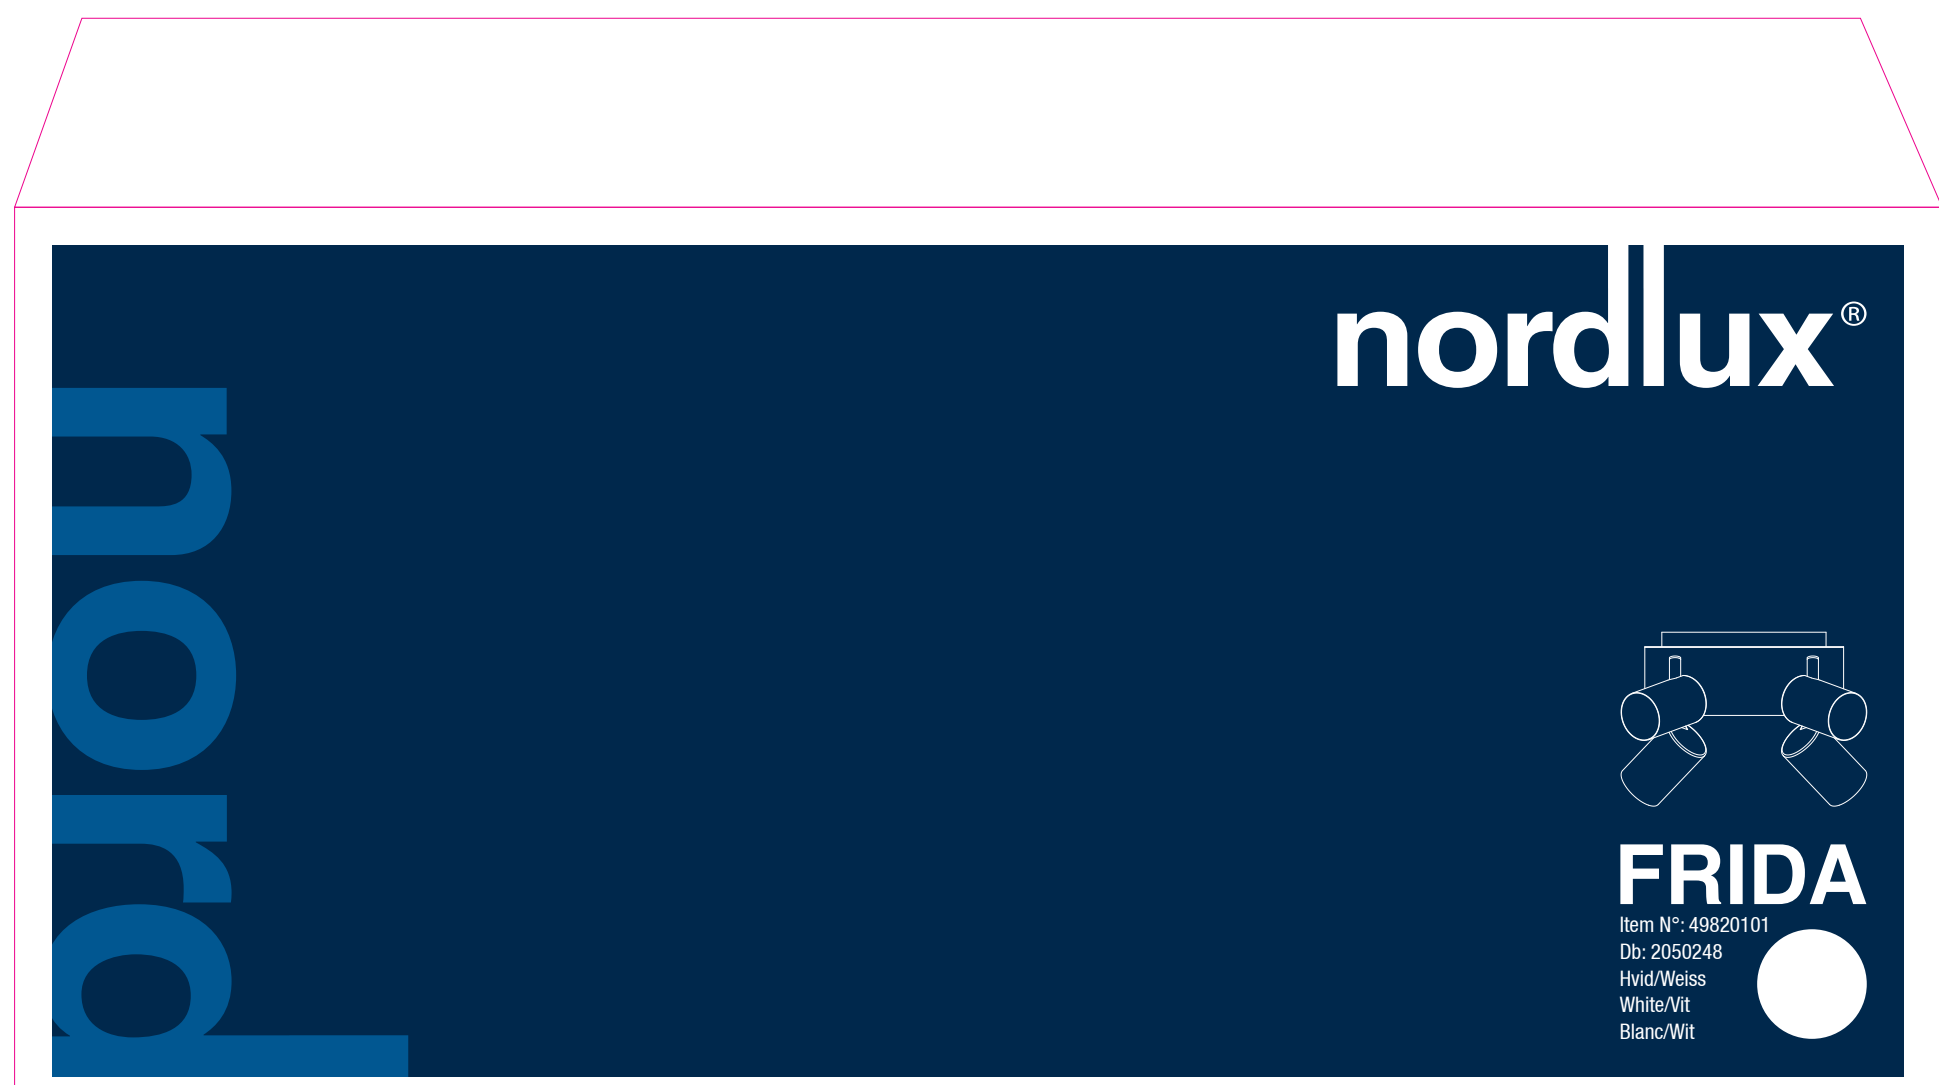 nordlux®
nord
FRIDA
Item N°: 49820101
Db: 2050248
Hvid/Weiss
White/Vit
Blanc/Wit